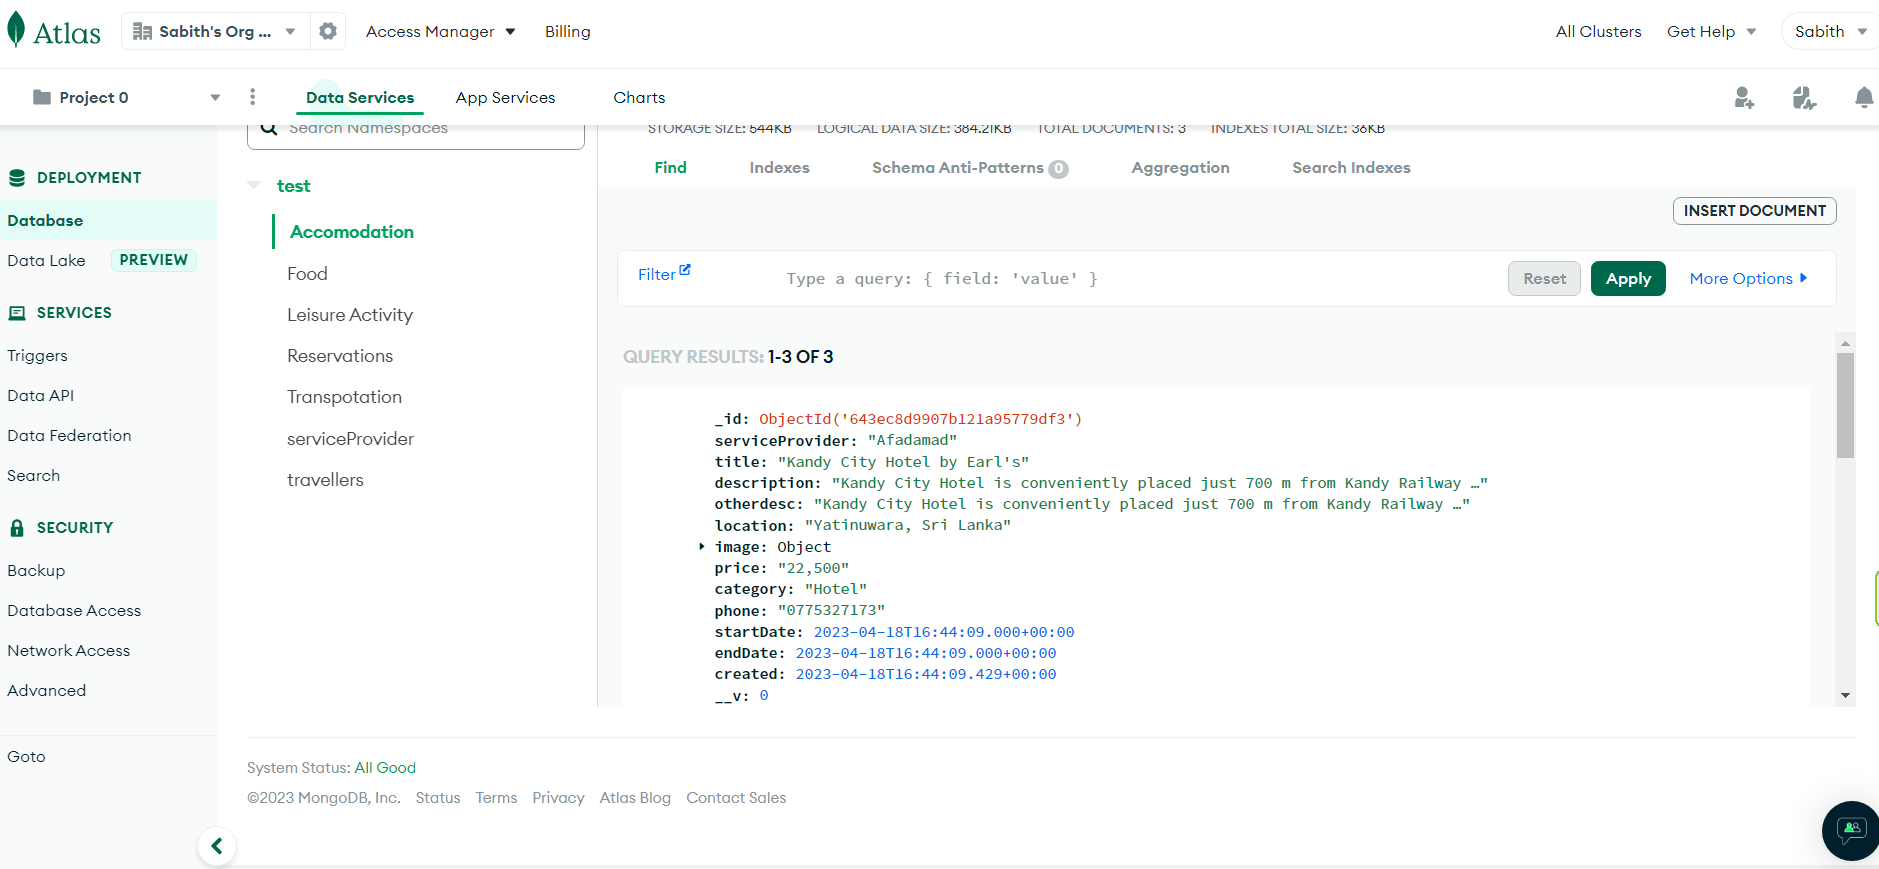 Atlas
Sabith's Org ...
Access Manager
Billing
All Clusters
Get Help
Sabith
Project 0
Data Services
App Services
Charts
DEPLOYMENT
Database
Data Lake PREVIEW
SERVICES
Triggers
Data API
Data Federation
Search
SECURITY
Backup
Database Access
Network Access
Advanced
Goto
Search Namespaces
test
Accomodation
Food
Leisure Activity
Reservations
Transpotation
serviceProvider
travellers
STORAGE SIZE: 544KB LOGICAL DATA SIZE: 384.21KB TOTAL DOCUMENTS: 3 INDEXES TOTAL SIZE: 36KB
Find Indexes Schema Anti-Patterns 0 Aggregation Search Indexes
INSERT DOCUMENT
Filter Type a query: { field: 'value' } Reset Apply More Options
QUERY RESULTS: 1-3 OF 3
_id: ObjectId('643ec8d9907b121a95779df3')
serviceProvider: "Afadamad"
title: "Kandy City Hotel by Earl's"
description: "Kandy City Hotel is conveniently placed just 700 m from Kandy Railway …"
otherdesc: "Kandy City Hotel is conveniently placed just 700 m from Kandy Railway …"
location: "Yatinuwara, Sri Lanka"
image: Object
price: "22,500"
category: "Hotel"
phone: "0775327173"
startDate: 2023-04-18T16:44:09.000+00:00
endDate: 2023-04-18T16:44:09.000+00:00
created: 2023-04-18T16:44:09.429+00:00
__v: 0
System Status: All Good
©2023 MongoDB, Inc. Status Terms Privacy Atlas Blog Contact Sales